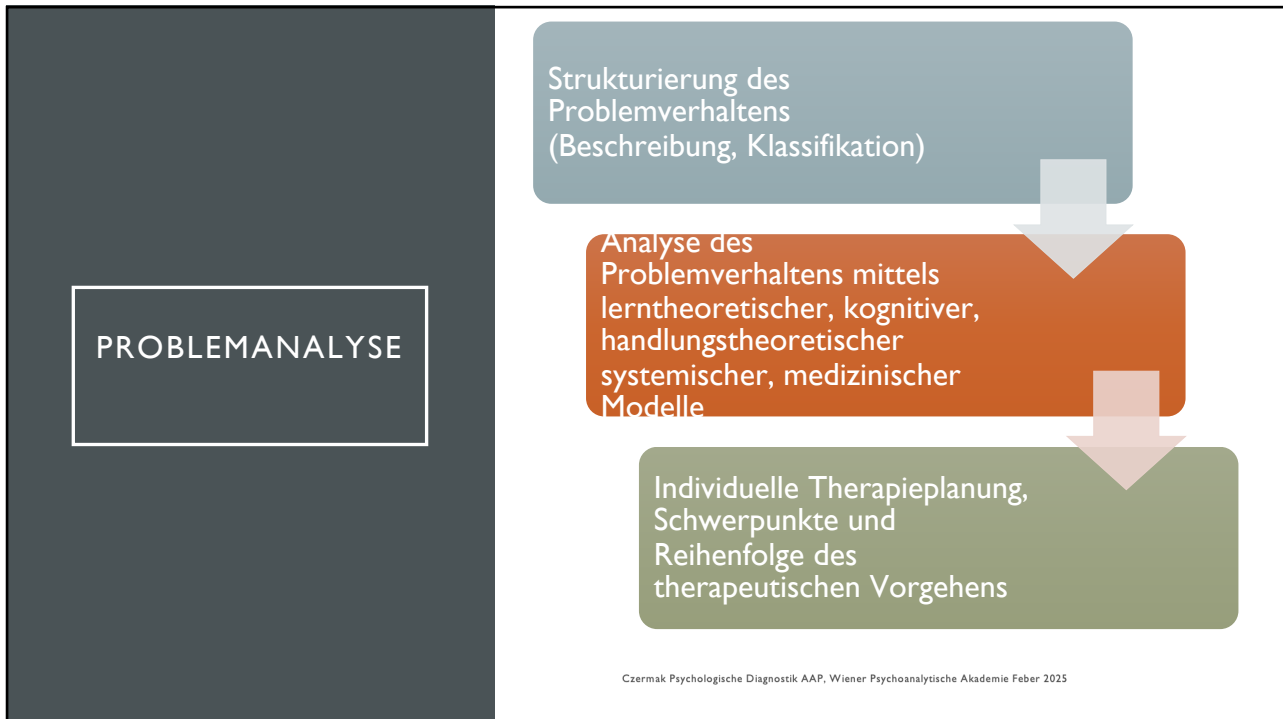 PROBLEMANALYSE
Strukturierung des
Problemverhaltens
(Beschreibung, Klassifikation)
Analyse des
Problemverhaltens mittels
lerntheoretischer, kognitiver,
handlungstheoretischer
systemischer, medizinischer
Modelle
Individuelle Therapieplanung,
Schwerpunkte und
Reihenfolge des
therapeutischen Vorgehens
Czermak Psychologische Diagnostik AAP, Wiener Psychoanalytische Akademie Feber 2025